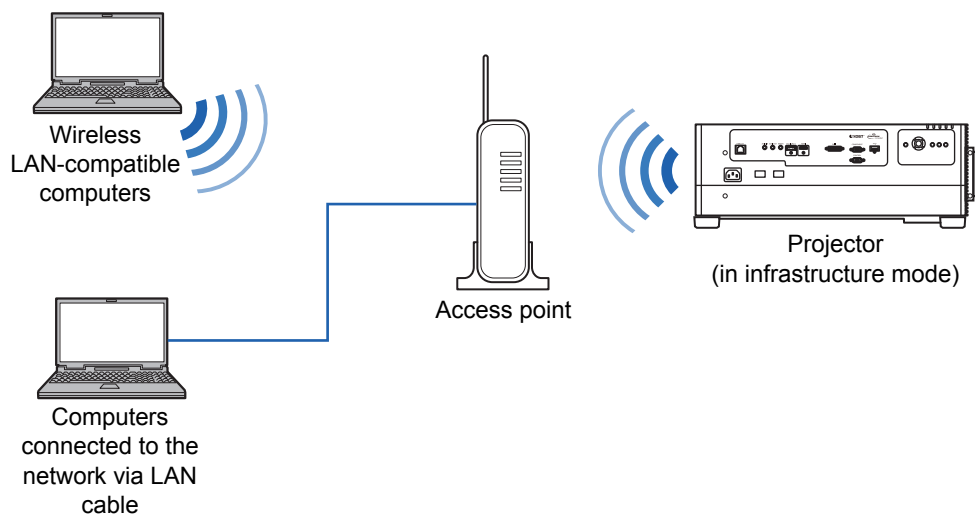 Wireless
LAN-compatible
computers
Projector
(in infrastructure mode)
Access point
Computers
connected to the
network via LAN
cable